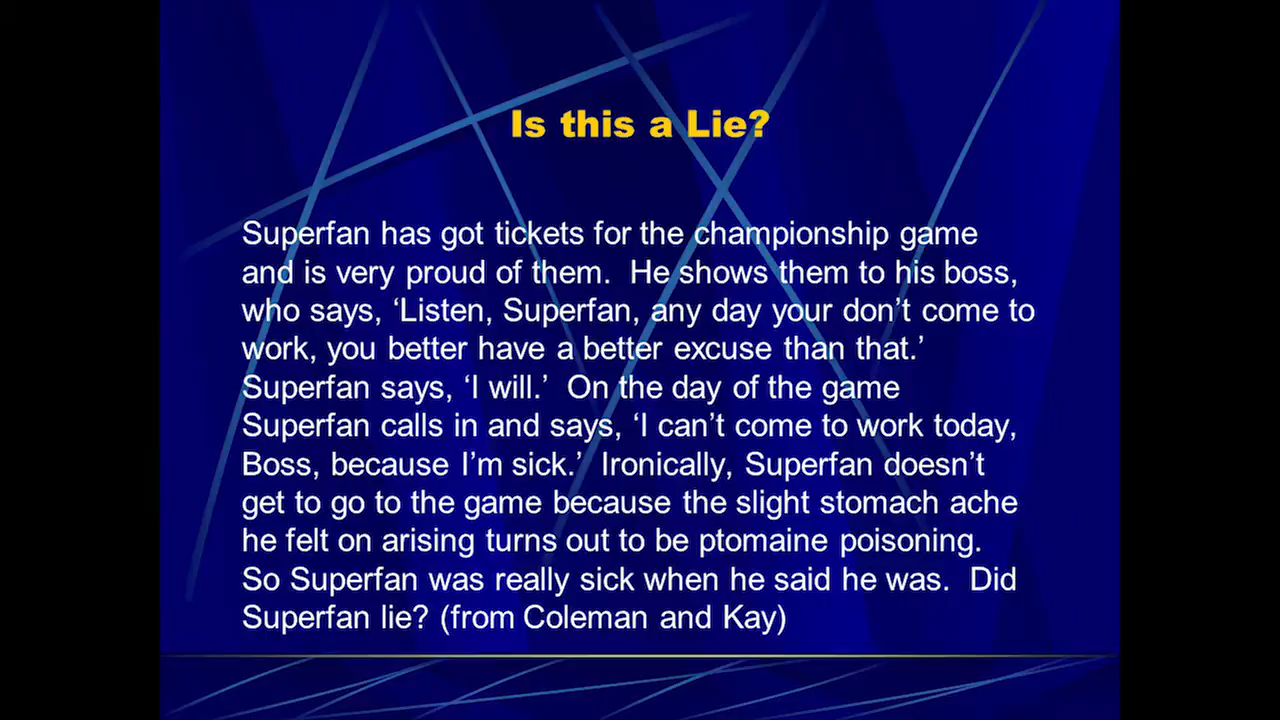 Is this a Lie?
Superfan has got tickets for the championship game
and is very proud of them.  He shows them to his boss,
who says, ‘Listen, Superfan, any day your don’t come to
work, you better have a better excuse than that.’
Superfan says, ‘I will.’  On the day of the game
Superfan calls in and says, ‘I can’t come to work today,
Boss, because I’m sick.’  Ironically, Superfan doesn’t
get to go to the game because the slight stomach ache
he felt on arising turns out to be ptomaine poisoning.
So Superfan was really sick when he said he was.  Did
Superfan lie? (from Coleman and Kay)